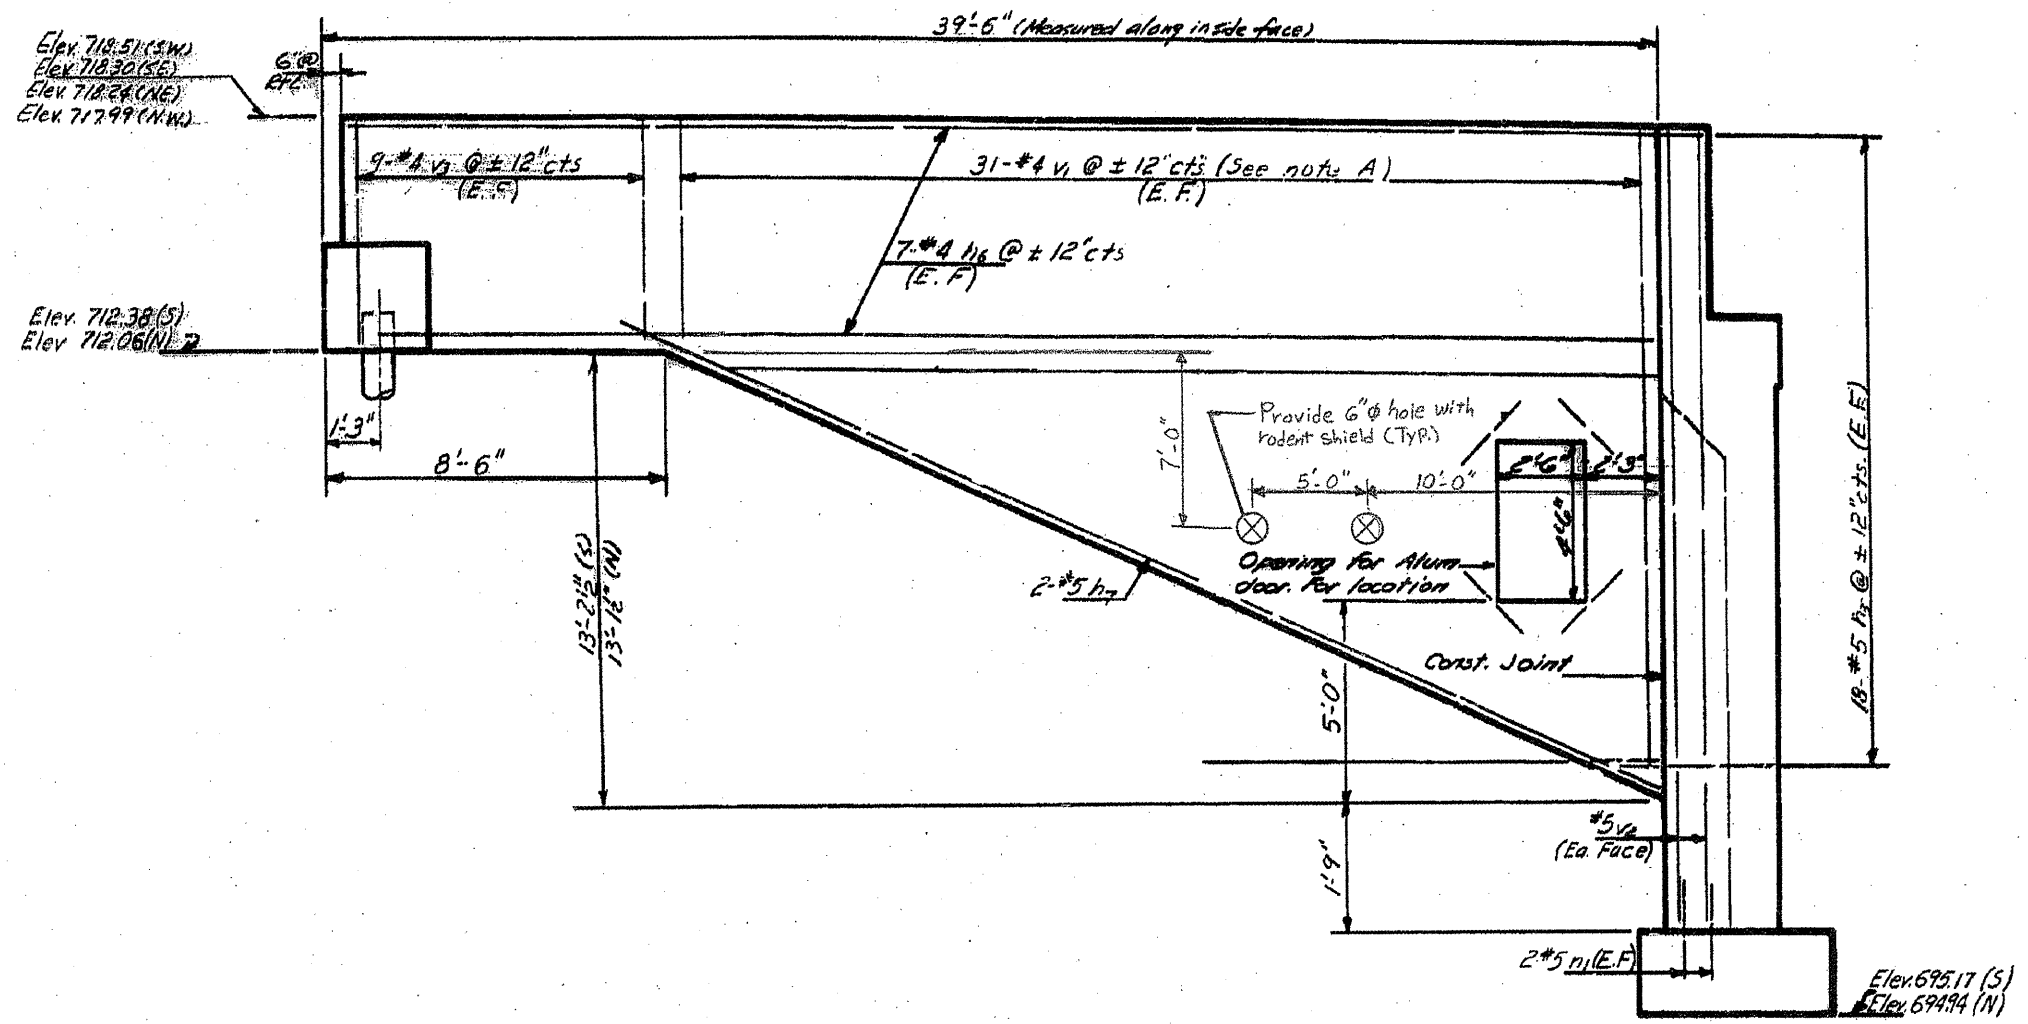 39'-6" (Measured along inside face)
Elev. 718.51 (S.W.)
Elev. 718.30 (SE)
Elev. 718.24 (NE)
Elev. 717.99 (N.W.)
6" @
9-#4 v3 @ ± 12" cts
31-#4 v1 @ ± 12" cts. (See note A)
(E.F.)
7-#4 h6 @ ± 12" cts
(E.F)
Elev. 712.38 (S)
Elev 712.06 (N)
1'-3"
8'-6"
7'-0"
Provide 6"ø hole with
rodent shield (Typ.)
2'-6" 2'-3"
5'-0" 10'-0"
4'-6"
18-#5 h3 @ ± 12" cts. (E.F.)
13'-2½" (S)
13'-1½" (N)
2-#5 h7
Opening for Alum
door. For location
Const. Joint
5'-0"
#5 v2
(Ea. Face)
1'-9"
2-#5 n1 (E.F)
Elev. 695.17 (S)
Elev. 694.94 (N)